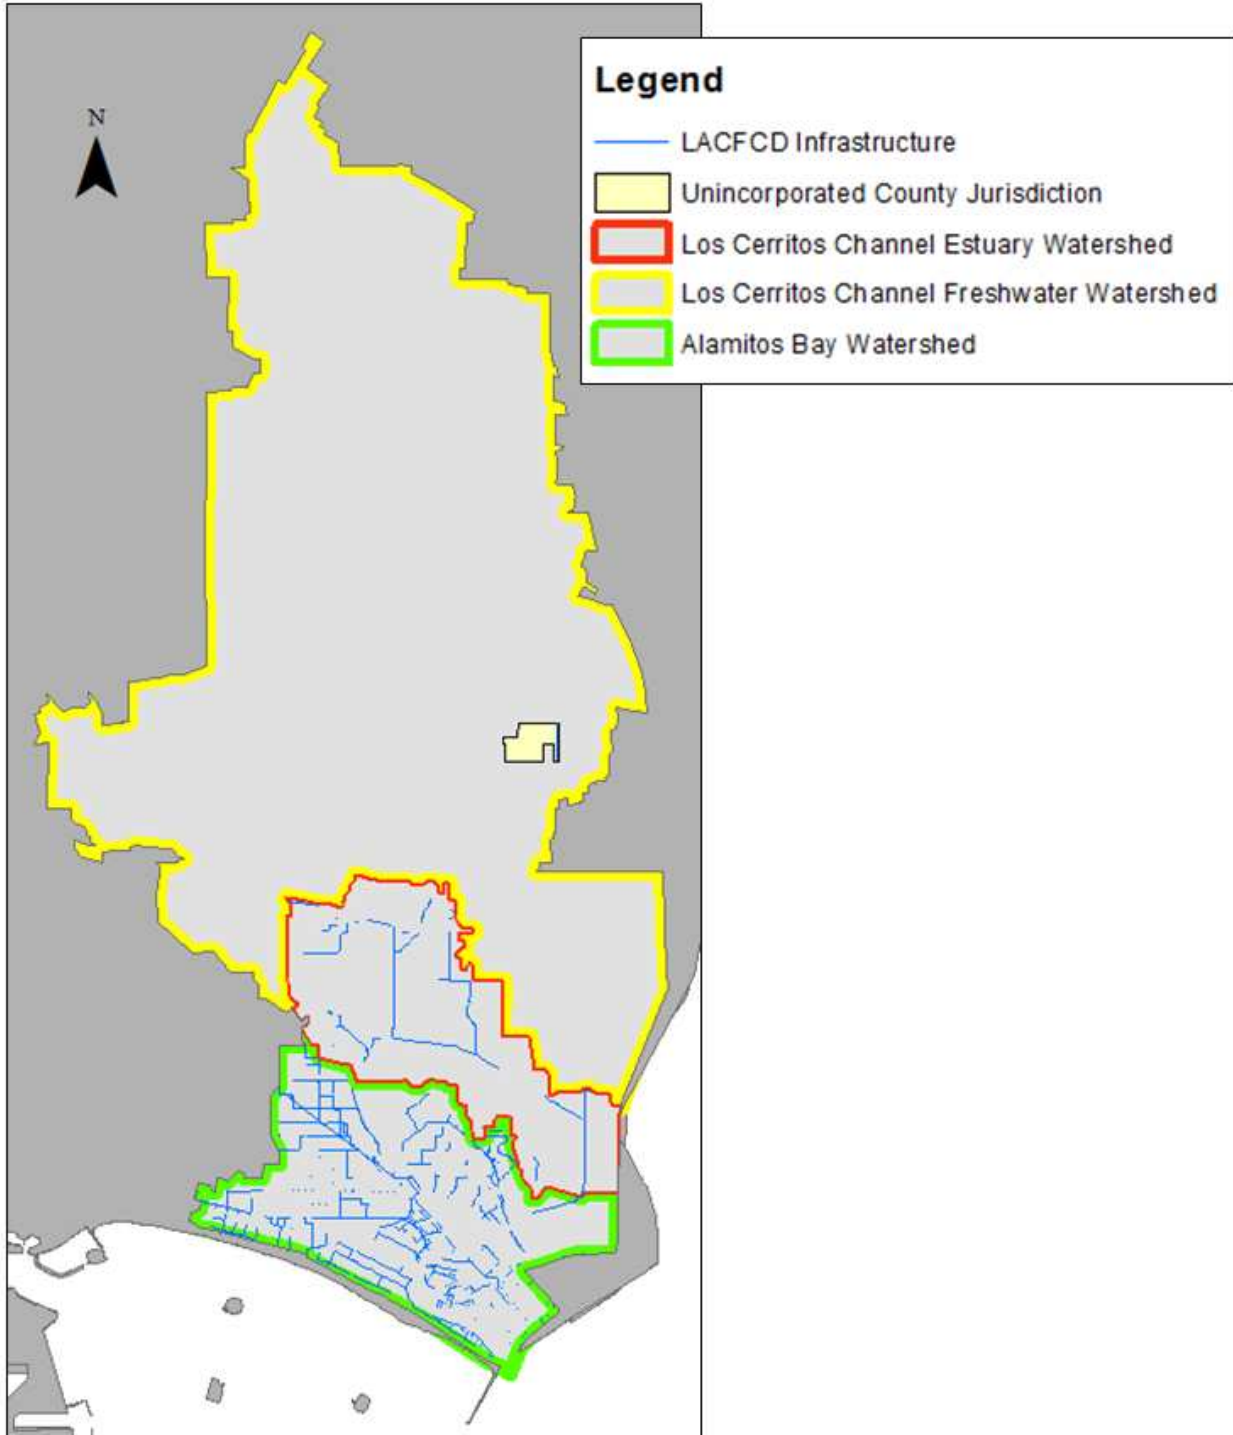 N
Legend
LACFCD Infrastructure
Unincorporated County Jurisdiction
Los Cerritos Channel Estuary Watershed
Los Cerritos Channel Freshwater Watershed
Alamitos Bay Watershed